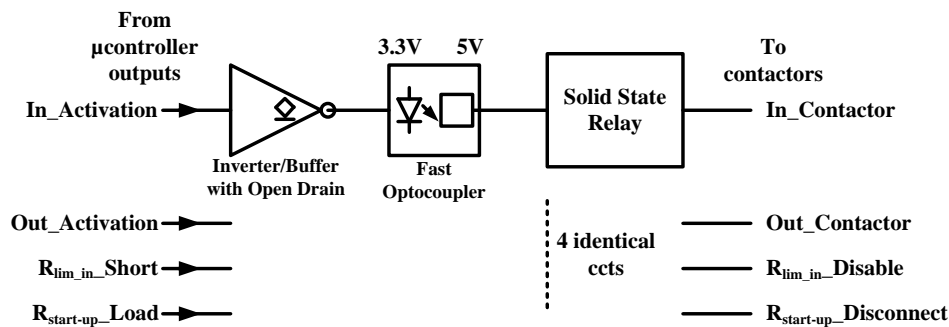 From
µcontroller
outputs
3.3V 5V
To
contactors
In_Activation
Solid State
Relay
In_Contactor
Inverter/Buffer
with Open Drain
Fast
Optocoupler
Out_Activation
4 identical
ccts
Out_Contactor
Rlim_in_Short
Rlim_in_Disable
Rstart-up_Load
Rstart-up_Disconnect